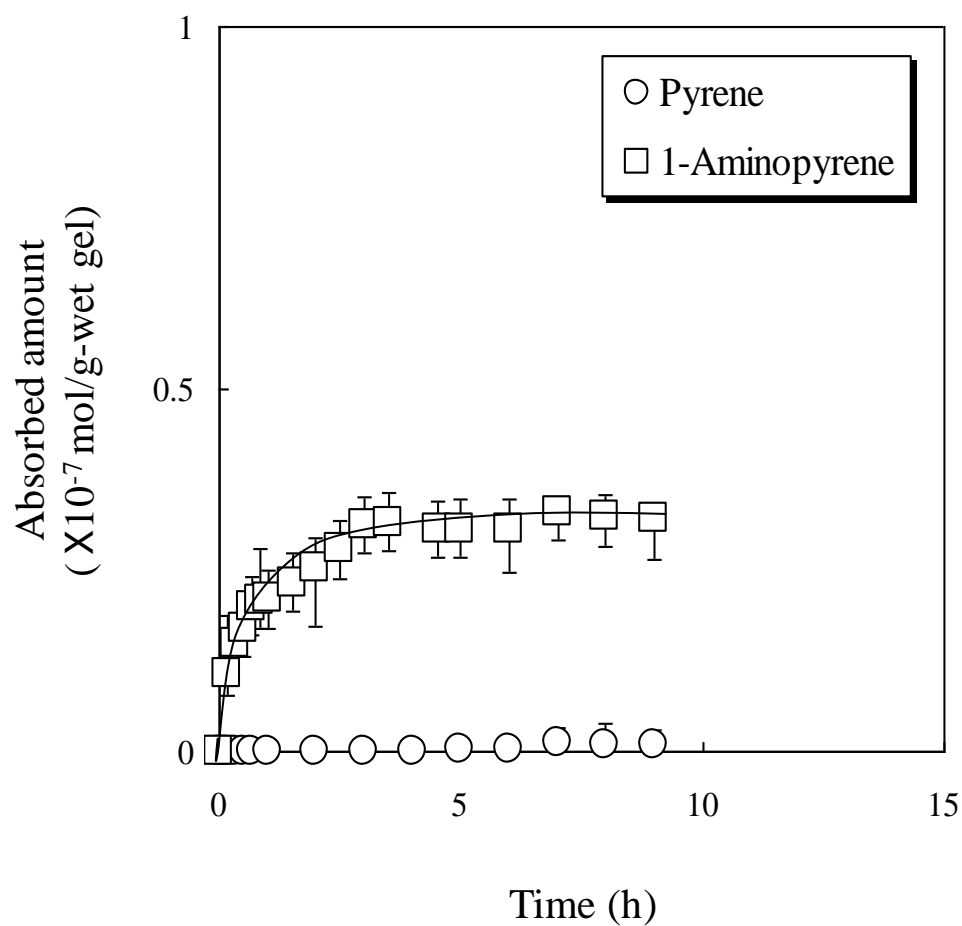 1
Pyrene
1-Aminopyrene
Absorbed amount
( X10⁻⁷ mol/g-wet gel)
0.5
0
0
5
10
15
Time (h)